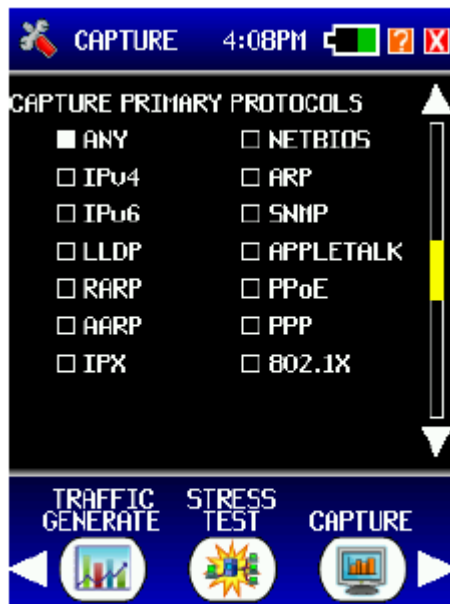 CAPTURE 4:08PM ? X
CAPTURE PRIMARY PROTOCOLS
ANY NETBIOS
IPv4 ARP
IPv6 SNMP
LLDP APPLETALK
RARP PPoE
AARP PPP
IPX 802.1X
TRAFFIC GENERATE
STRESS TEST
CAPTURE